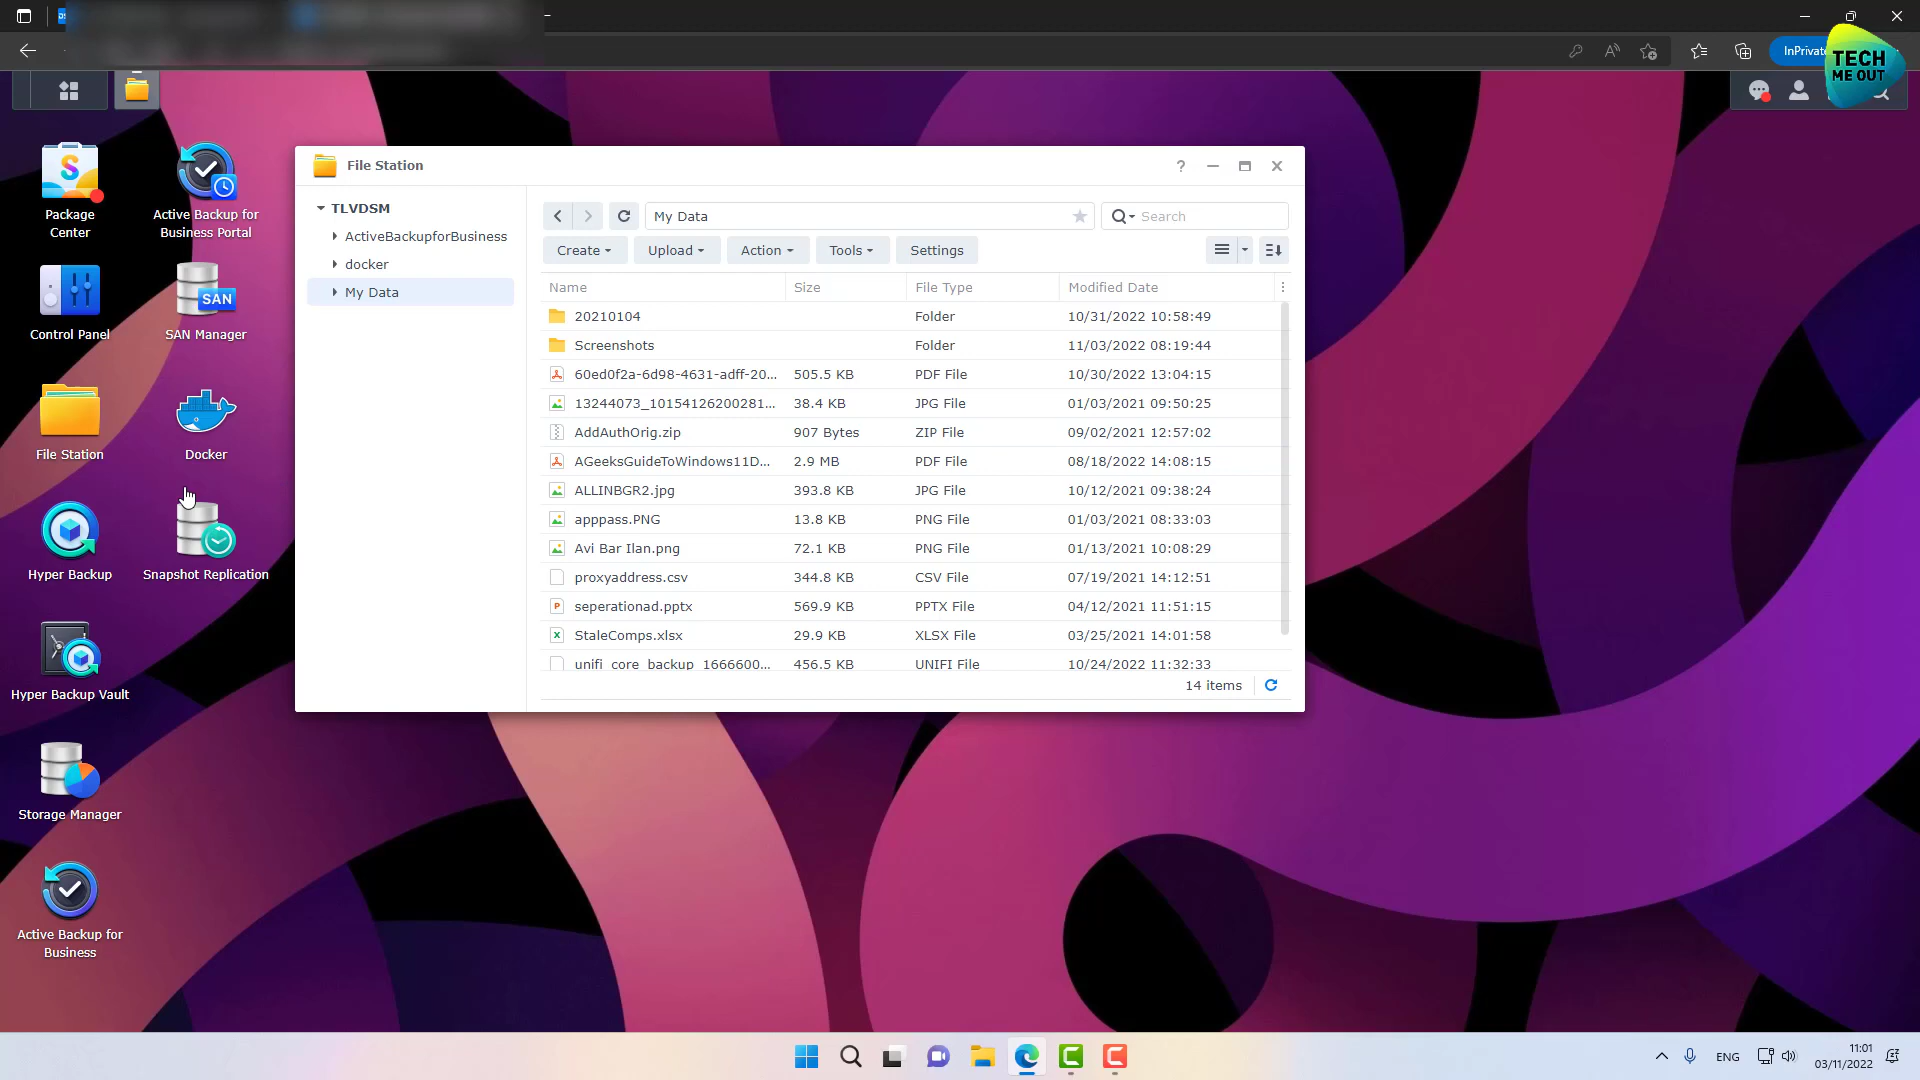 InPrivate
TECH
ME OUT
Package
Center
Active Backup for
Business Portal
Control Panel
SAN
SAN Manager
File Station
Docker
Hyper Backup
Snapshot Replication
Hyper Backup Vault
Storage Manager
Active Backup for
Business
File Station
TLVDSM
ActiveBackupforBusiness
docker
My Data
My Data
Search
Create
Upload
Action
Tools
Settings
Name Size File Type Modified Date
20210104 Folder 10/31/2022 10:58:49
Screenshots Folder 11/03/2022 08:19:44
60ed0f2a-6d98-4631-adff-20... 505.5 KB PDF File 10/30/2022 13:04:15
13244073_10154126200281... 38.4 KB JPG File 01/03/2021 09:50:25
AddAuthOrig.zip 907 Bytes ZIP File 09/02/2021 12:57:02
AGeeksGuideToWindows11D... 2.9 MB PDF File 08/18/2022 14:08:15
ALLINBGR2.jpg 393.8 KB JPG File 10/12/2022 09:38:24
apppass.PNG 13.8 KB PNG File 01/03/2021 08:33:03
Avi Bar Ilan.png 72.1 KB PNG File 01/13/2021 10:08:29
proxyaddress.csv 344.8 KB CSV File 07/19/2021 14:12:51
seperationad.pptx 569.9 KB PPTX File 04/12/2021 11:51:15
StaleComps.xlsx 29.9 KB XLSX File 03/25/2021 14:01:58
unifi_core_backup_1666600... 456.5 KB UNIFI File 10/24/2022 11:32:33
14 items
ENG
11:01
03/11/2022